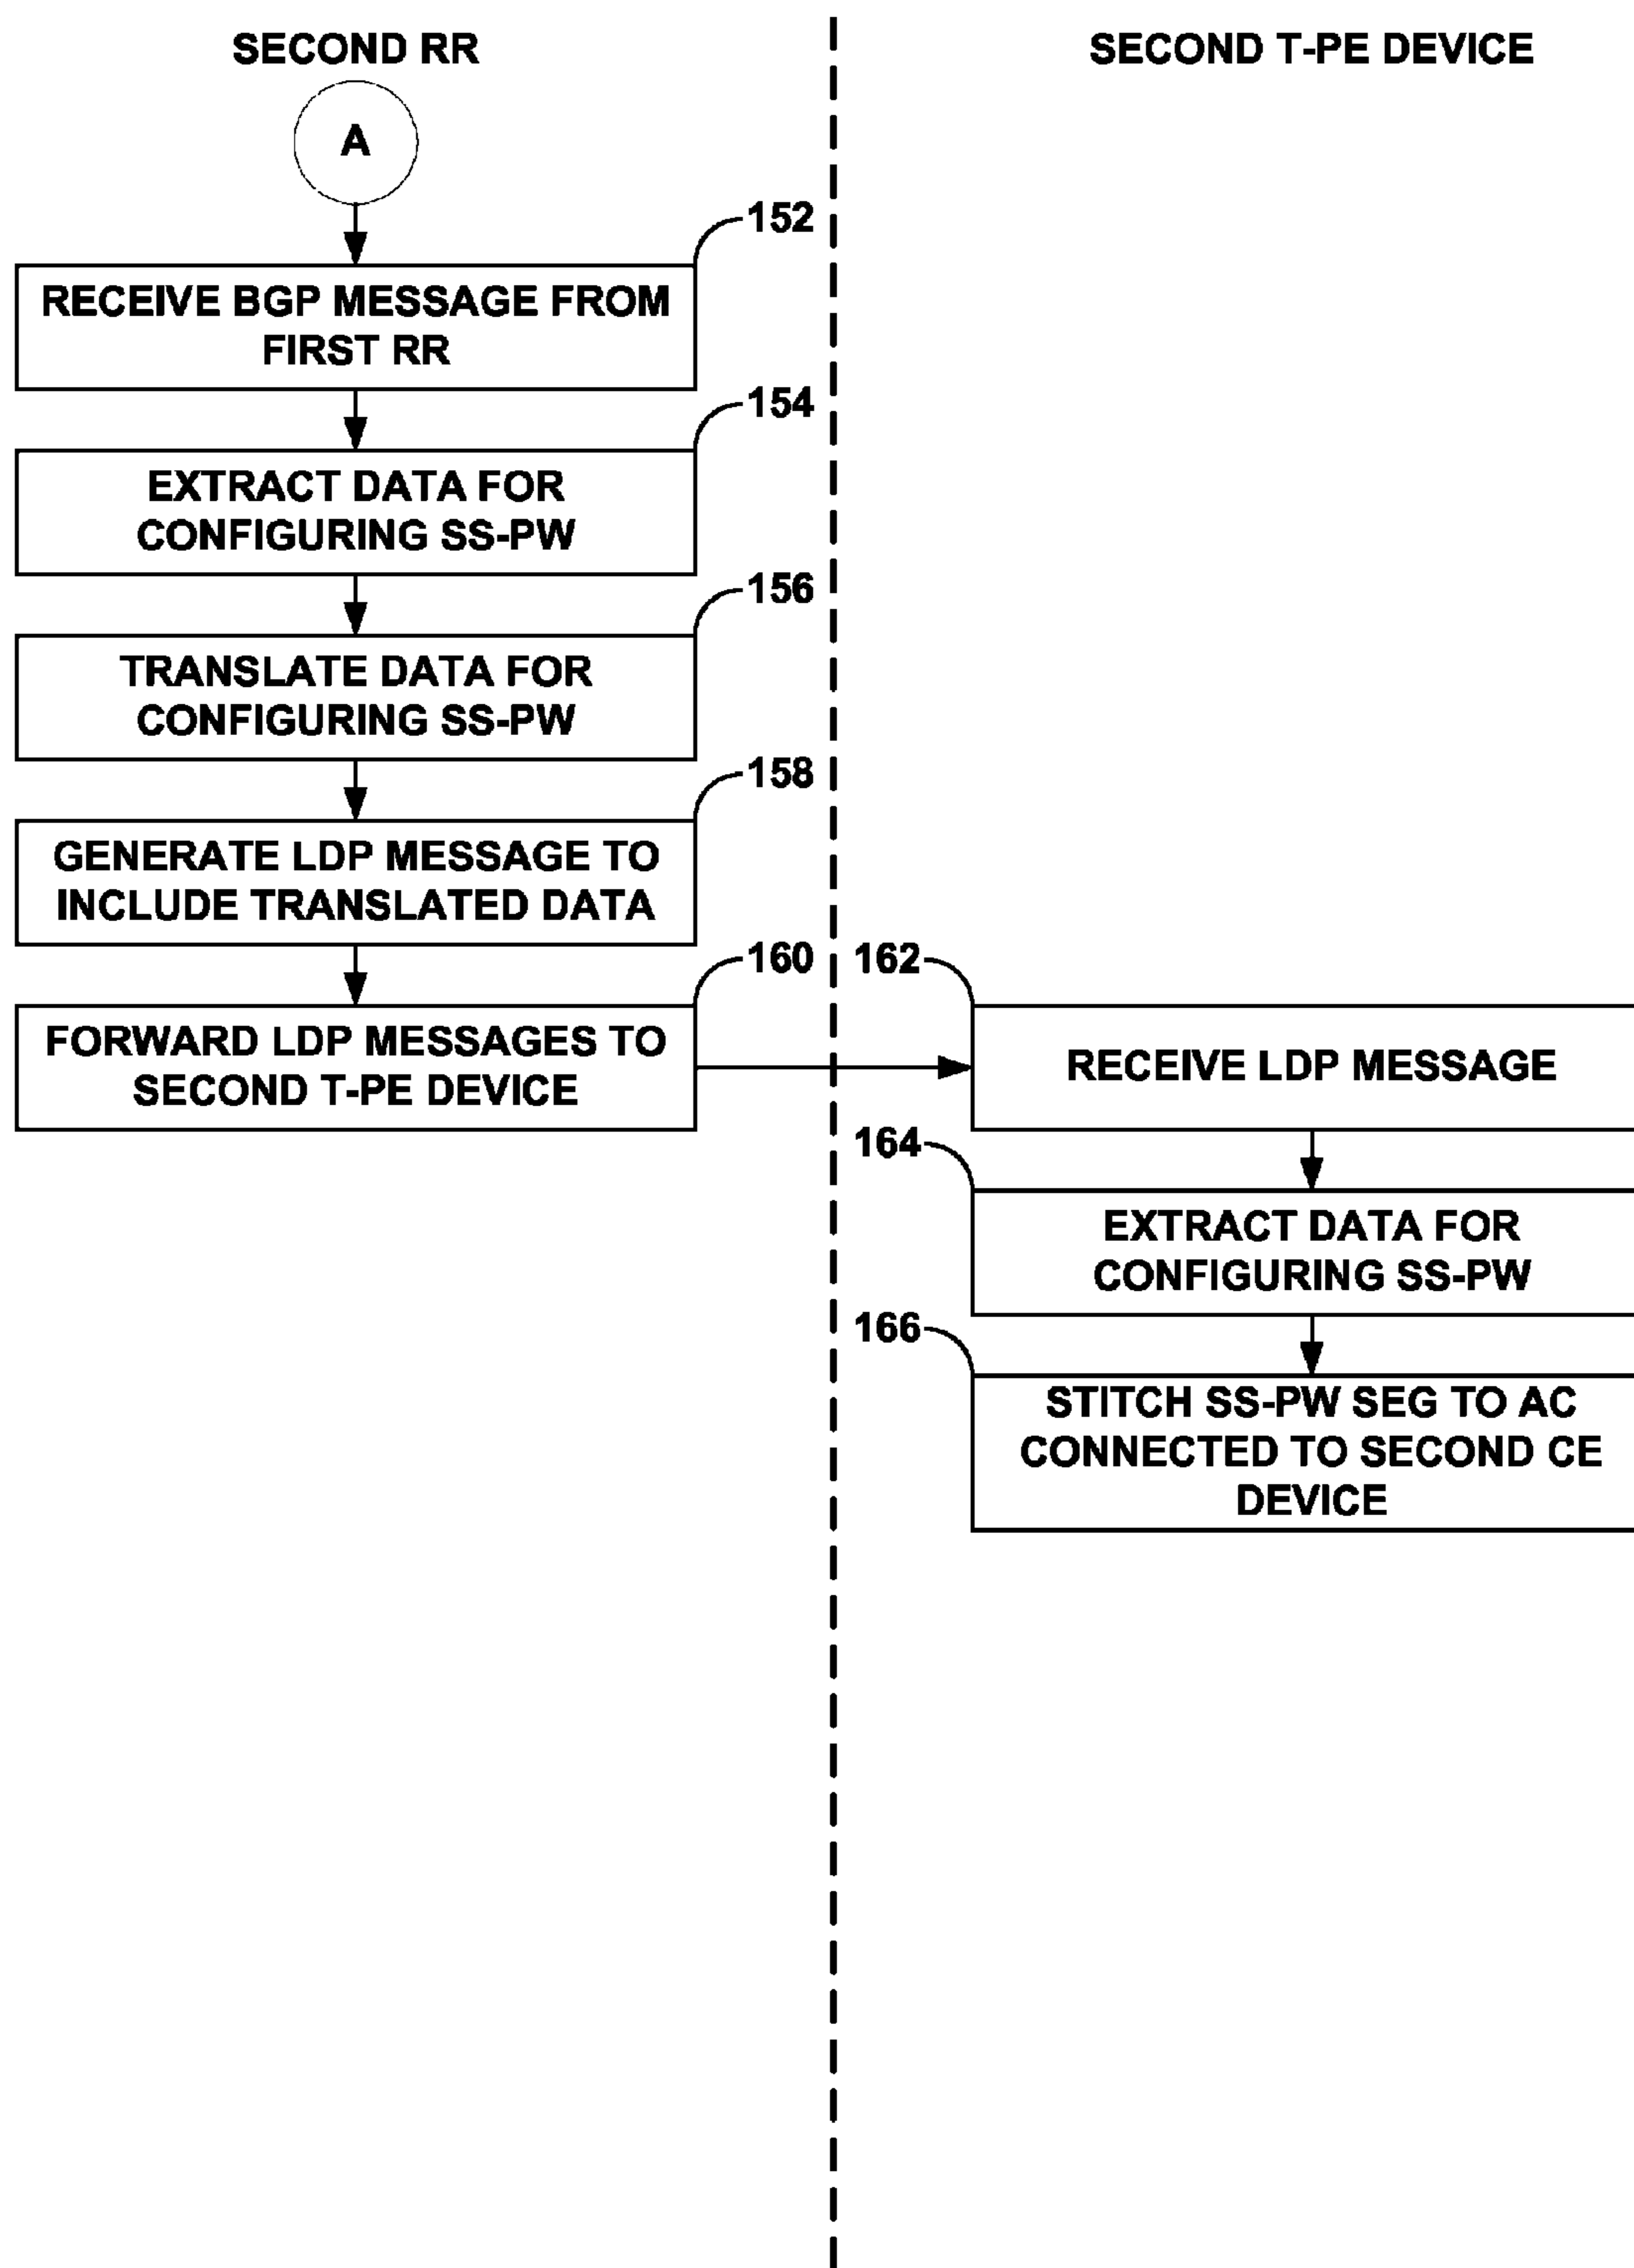 SECOND RR
A
152
RECEIVE BGP MESSAGE FROM
FIRST RR
154
EXTRACT DATA FOR
CONFIGURING SS-PW
156
TRANSLATE DATA FOR
CONFIGURING SS-PW
158
GENERATE LDP MESSAGE TO
INCLUDE TRANSLATED DATA
160
FORWARD LDP MESSAGES TO
SECOND T-PE DEVICE
SECOND T-PE DEVICE
162
RECEIVE LDP MESSAGE
164
EXTRACT DATA FOR
CONFIGURING SS-PW
166
STITCH SS-PW SEG TO AC
CONNECTED TO SECOND CE
DEVICE